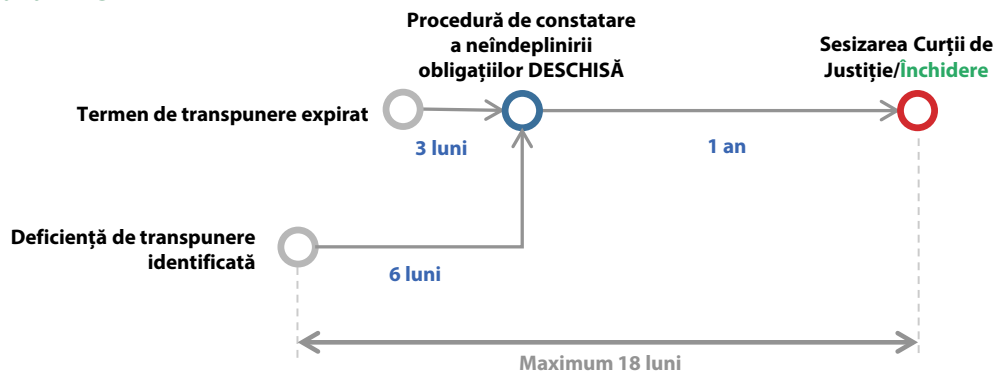 Procedură de constatare
a neîndeplinirii
obligațiilor DESCHISĂ
Sesizarea Curții de
Justiție/Închidere
Termen de transpunere expirat
3 luni
1 an
Deficiență de transpunere
identificată
6 luni
Maximum 18 luni